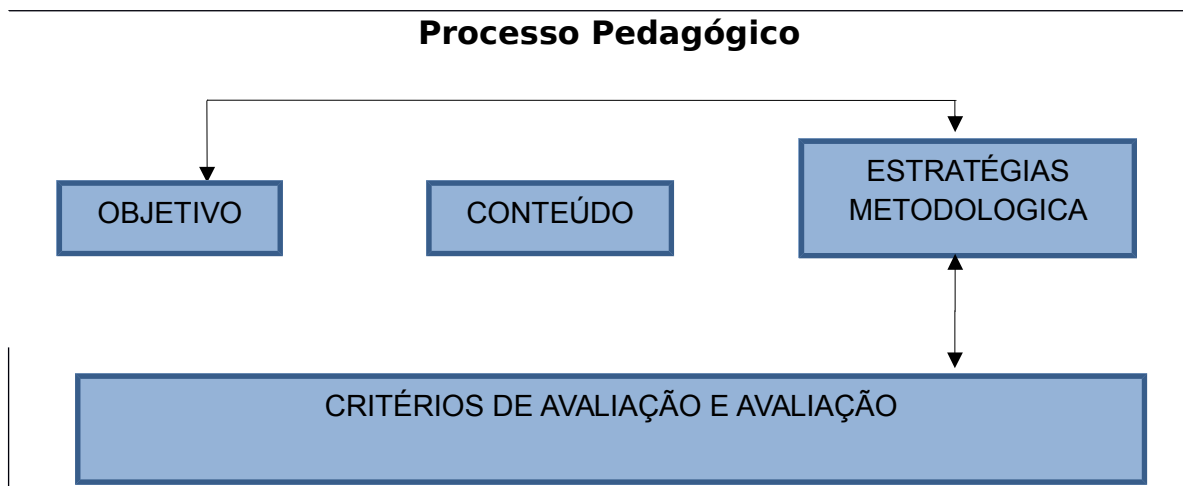 Processo Pedagógico
OBJETIVO
CONTEÚDO
ESTRATÉGIAS
METODOLOGICA
CRITÉRIOS DE AVALIAÇÃO E AVALIAÇÃO